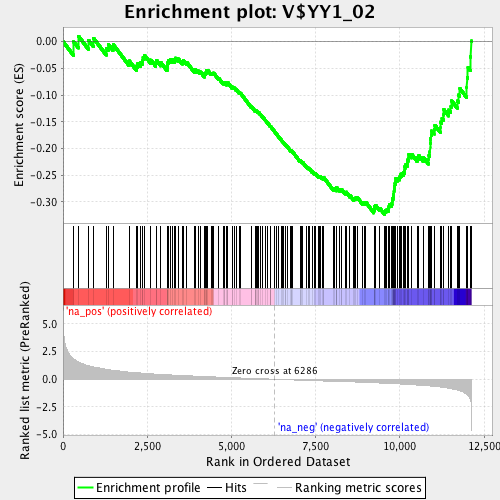 Enrichment plot: V$YY1_02
Enrichment score (ES)
0.00
-0.05
-0.10
-0.15
-0.20
-0.25
-0.30
Ranked list metric (PreRanked)
'na_pos' (positively correlated)
5.0
2.5
0.0
-2.5
-5.0
Zero cross at 6286
'na_neg' (negatively correlated)
0
2,500
5,000
7,500
10,000
12,500
Rank in Ordered Dataset
Enrichment profile
Hits
Ranking metric scores